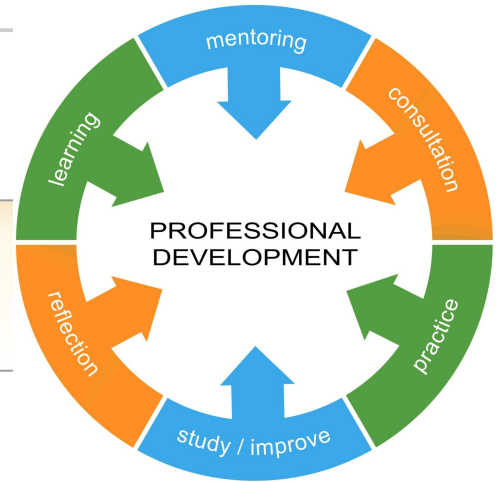 mentoring
consultation
learning
PROFESSIONAL
DEVELOPMENT
reflection
practice
study / improve